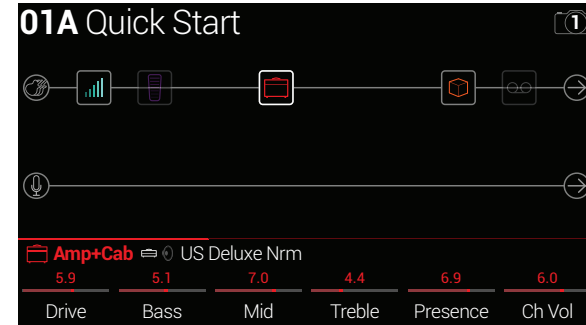 01A Quick Start 1
Amp+Cab US Deluxe Nrm
5.9 5.1 7.0 4.4 6.9 6.0
Drive Bass Mid Treble Presence Ch Vol